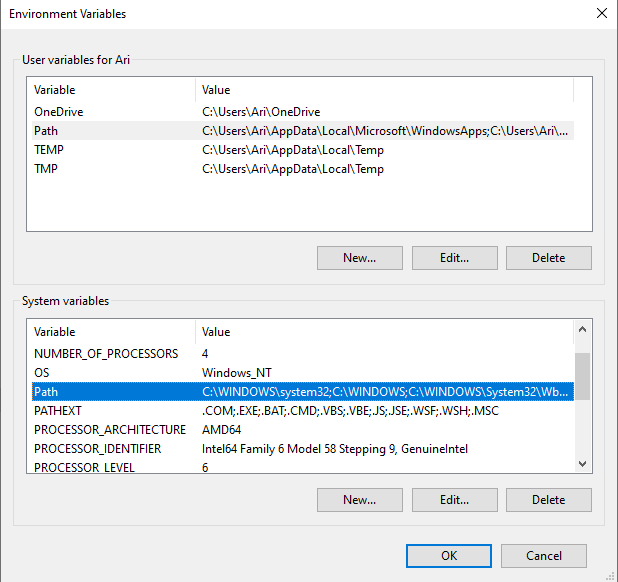 Environment Variables
User variables for Ari
Variable Value
OneDrive C:\Users\Ari\OneDrive
Path C:\Users\Ari\AppData\Local\Microsoft\WindowsApps;C:\Users\Ari\...
TEMP C:\Users\Ari\AppData\Local\Temp
TMP C:\Users\Ari\AppData\Local\Temp
New... Edit... Delete
System variables
Variable Value
NUMBER_OF_PROCESSORS 4
OS Windows_NT
Path C:\WINDOWS\system32;C:\WINDOWS;C:\WINDOWS\System32\Wb...
PATHEXT .COM;.EXE;.BAT;.CMD;.VBS;.VBE;.JS;.JSE;.WSF;.WSH;.MSC
PROCESSOR_ARCHITECTURE AMD64
PROCESSOR_IDENTIFIER Intel64 Family 6 Model 58 Stepping 9, GenuineIntel
PROCESSOR_LEVEL 6
New... Edit... Delete
OK Cancel